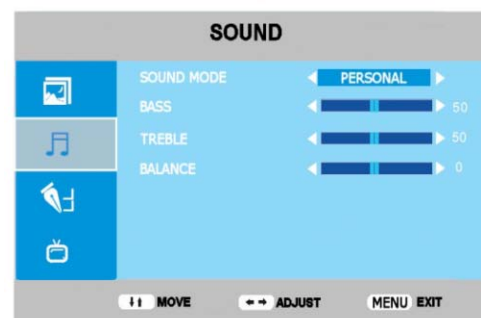 SOUND
SOUND MODE PERSONAL
BASS 50
TREBLE 50
BALANCE 0
MOVE ADJUST MENU EXIT